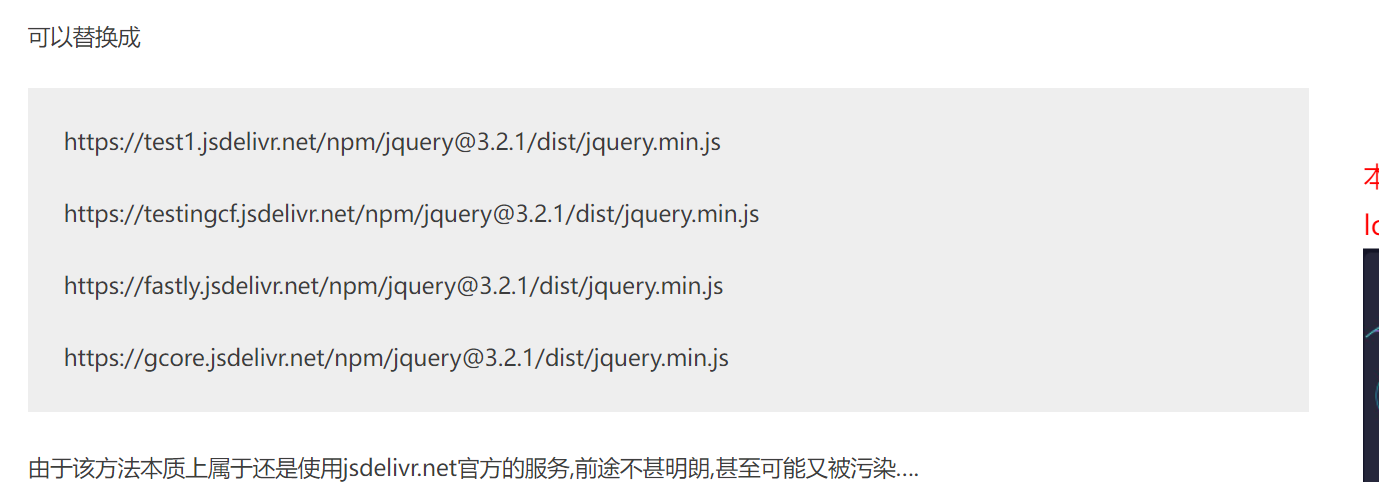 可以替换成
https://test1.jsdelivr.net/npm/jquery@3.2.1/dist/jquery.min.js
https://testingcf.jsdelivr.net/npm/jquery@3.2.1/dist/jquery.min.js
https://fastly.jsdelivr.net/npm/jquery@3.2.1/dist/jquery.min.js
https://gcore.jsdelivr.net/npm/jquery@3.2.1/dist/jquery.min.js
由于该方法本质上属于还是使用jsdelivr.net官方的服务,前途不甚明朗,甚至可能又被污染....